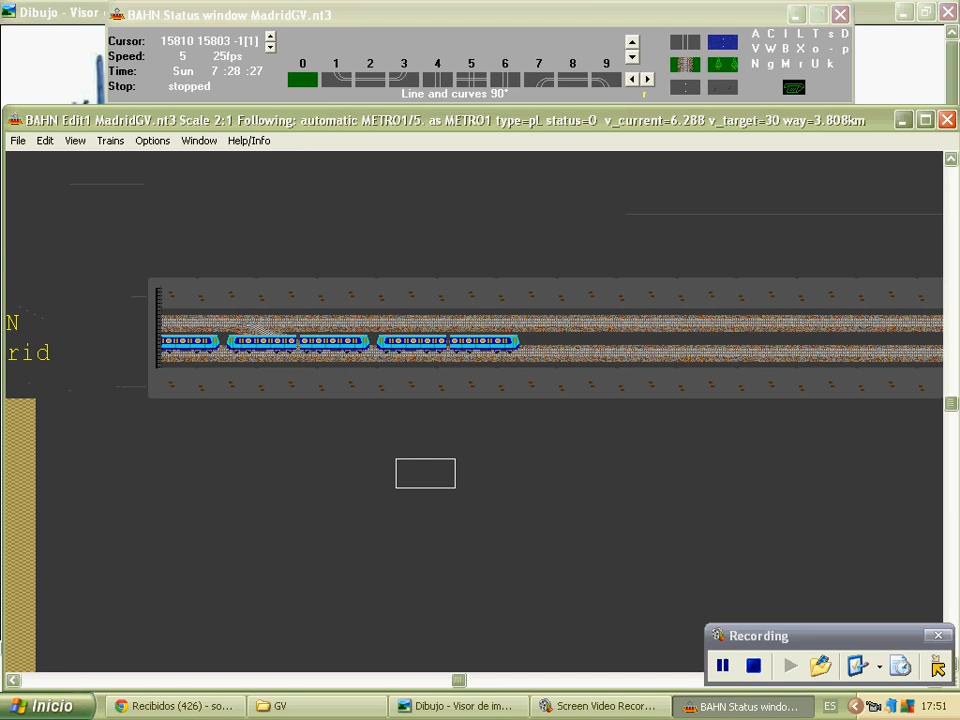 Dibujo - Visor
BAHN Status window MadridGV.nt3
Cursor: 15810 15803 -1[1]
Speed: 5 25fps
Time: Sun 7 :28 :27
Stop: stopped
0 1 2 3 4 5 6 7 8 9
Line and curves 90°
r
A C I L T s D
V W B X o - p
N g M r U k
BAHN Edit1 MadridGV.nt3 Scale 2:1 Following: automatic METRO1/5. as METRO1 type=pL status=0 v_current=6.288 v_target=30 way=3.808km
File Edit View Trains Options Window Help/Info
N
rid
Recording
Inicio
Recibidos (426) - so...
GV
Dibujo - Visor de im...
Screen Video Recor...
BAHN Status windo...
ES
17:51